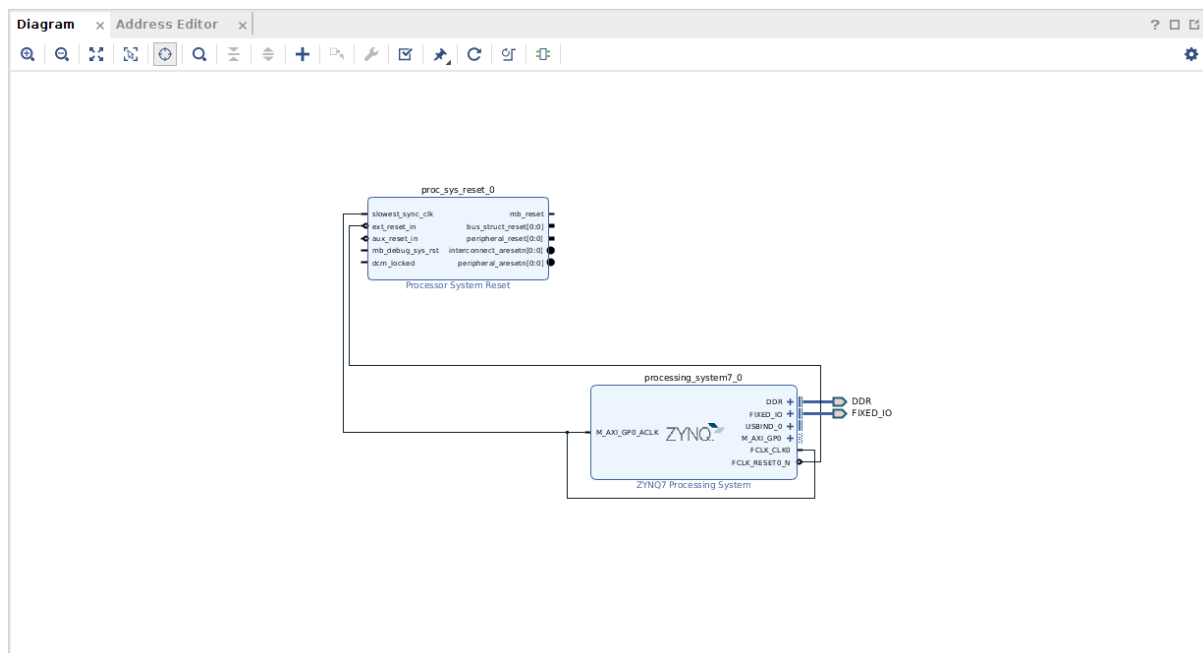 Diagram × Address Editor × ?
proc_sys_reset_0
slowest_sync_clk mb_reset
ext_reset_in bus_struct_reset[0:0]
aux_reset_in peripheral_reset[0:0]
mb_debug_sys_rst interconnect_aresetn[0:0]
dcm_locked peripheral_aresetn[0:0]
Processor System Reset
processing_system7_0
DDR DDR
FIXED_IO FIXED_IO
USBIND_0
M_AXI_GP0_ACLK ZYNQ M_AXI_GP0
FCLK_CLK0
FCLK_RESET0_N
ZYNQ7 Processing System